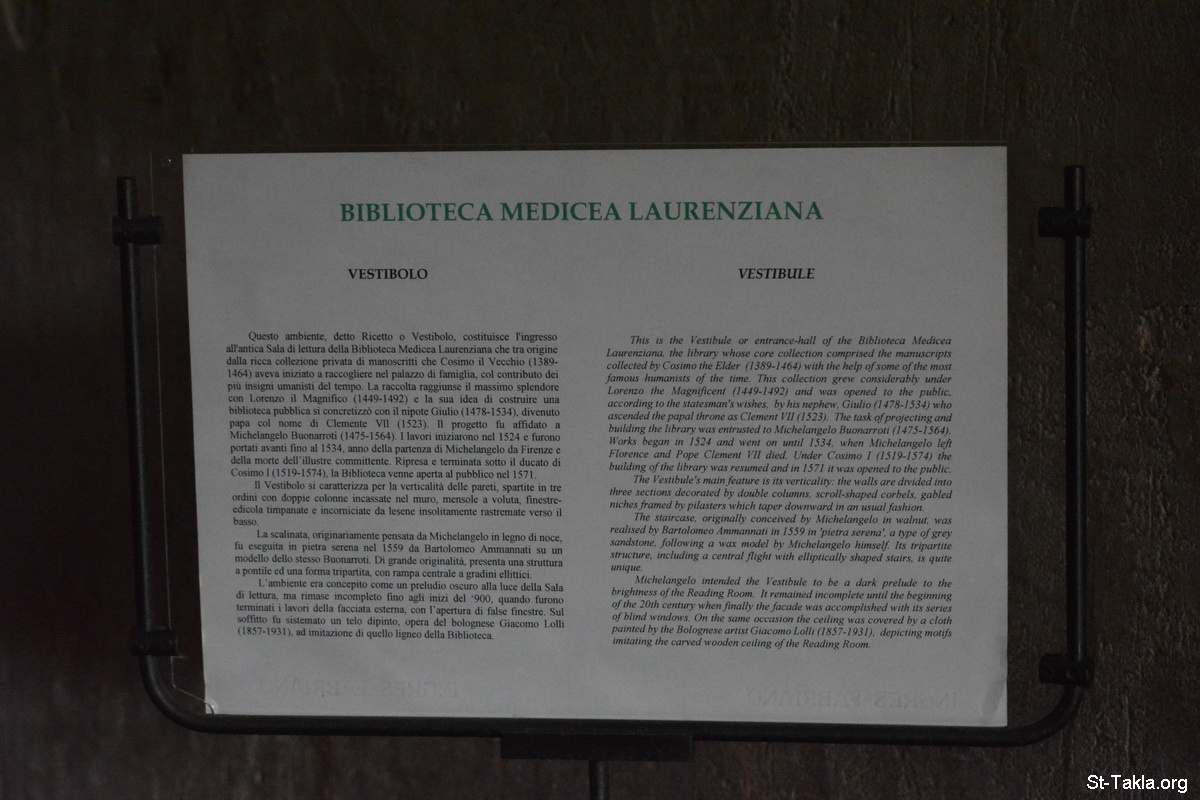 BIBLIOTECA MEDICEA LAURENZIANA
VESTIBOLO
Questo ambiente, detto Ricetto o Vestibolo, costituisce l'ingresso
all'antica Sala di lettura della Biblioteca Medicea Laurenziana che tra origine
dalla ricca collezione privata di manoscritti che Cosimo il Vecchio (1389-
1464) aveva iniziato a raccogliere nel palazzo di famiglia, col contributo dei
più insigni umanisti del tempo. La raccolta raggiunse il massimo splendore
con Lorenzo il Magnifico (1449-1492) e la sua idea di costruire una
biblioteca pubblica si concretizzò con il nipote Giulio (1478-1534), divenuto
papa col nome di Clemente VII (1523). Il progetto fu affidato a
Michelangelo Buonarroti (1475-1564). I lavori iniziarono nel 1524 e furono
portati avanti fino al 1534, anno della partenza di Michelangelo da Firenze e
della morte dell'illustre committente. Ripresa e terminata sotto il ducato di
Cosimo I (1519-1574), la Biblioteca venne aperta al pubblico nel 1571.
Il Vestibolo si caratterizza per la verticalità delle pareti, spartite in tre
ordini con doppie colonne incassate nel muro, mensole a voluta, finestre-
edicola timpanate e incorniciate da lesene insolitamente rastremate verso il
basso.
La scalinata, originariamente pensata da Michelangelo in legno di noce,
fu eseguita in pietra serena nel 1559 da Bartolomeo Ammannati su un
modello dello stesso Buonarroti. Di grande originalità, presenta una struttura
a pontile ed una forma tripartita, con rampa centrale a gradini ellittici.
L'ambiente era concepito come un preludio oscuro alla luce della Sala
di lettura, ma rimase incompleto fino agli inizi del '900, quando furono
terminati i lavori della facciata esterna, con l'apertura di false finestre. Sul
soffitto fu sistemato un telo dipinto, opera del bolognese Giacomo Lolli
(1857-1931), ad imitazione di quello ligneo della Biblioteca.
VESTIBULE
This is the Vestibule or entrance-hall of the Biblioteca Medicea
Laurenziana, the library whose core collection comprised the manuscripts
collected by Cosimo the Elder (1389-1464) with the help of some of the most
famous humanists of the time. This collection grew considerably under
Lorenzo the Magnificent (1449-1492) and was opened to the public,
according to the statesman's wishes, by his nephew, Giulio (1478-1534) who
ascended the papal throne as Clement VII (1523). The task of projecting and
building the library was entrusted to Michelangelo Buonarroti (1475-1564).
Works began in 1524 and went on until 1534, when Michelangelo left
Florence and Pope Clement VII died. Under Cosimo I (1519-1574) the
building of the library was resumed and in 1571 it was opened to the public.
The Vestibule's main feature is its verticality: the walls are divided into
three sections decorated by double columns, scroll-shaped corbels, gabled
niches framed by pilasters which taper downward in an usual fashion.
The staircase, originally conceived by Michelangelo in walnut, was
realised by Bartolomeo Ammannati in 1559 in 'pietra serena', a type of grey
sandstone, following a wax model by Michelangelo himself. Its tripartite
structure, including a central flight with elliptically shaped stairs, is quite
unique.
Michelangelo intended the Vestibule to be a dark prelude to the
brightness of the Reading Room. It remained incomplete until the beginning
of the 20th century when finally the facade was accomplished with its series
of blind windows. On the same occasion the ceiling was covered by a cloth
painted by the Bolognese artist Giacomo Lolli (1857-1931), depicting motifs
imitating the carved wooden ceiling of the Reading Room.
INGRES-FABRIANO
INGRES-FABRIANO
St-Takla.org